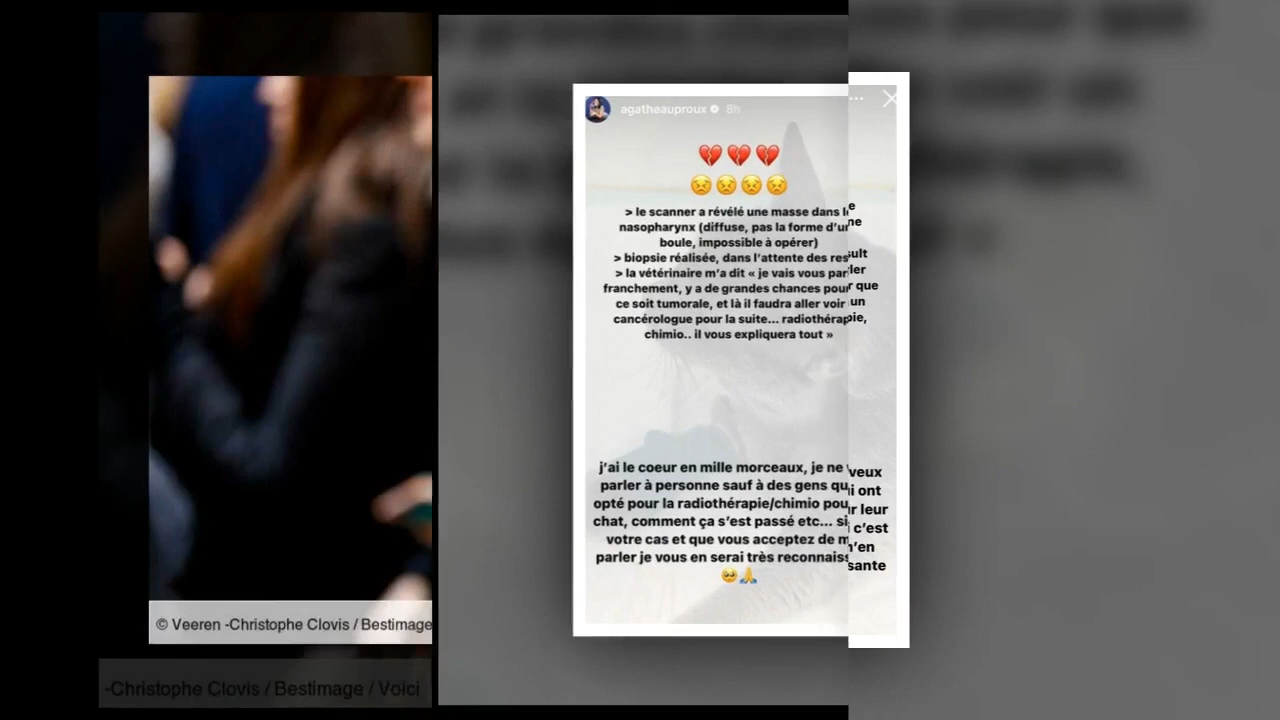 © Veeren -Christophe Clovis / Bestimage
-Christophe Clovis / Bestimage / Voici
agatheauproux 8h
> le scanner a révélé une masse dans le
nasopharynx (diffuse, pas la forme d'une
boule, impossible à opérer)
> biopsie réalisée, dans l'attente des result
> la vétérinaire m'a dit « je vais vous parler
franchement, y a de grandes chances pour que
ce soit tumorale, et là il faudra aller voir un
cancérologue pour la suite... radiothérapie,
chimio.. il vous expliquera tout »
j'ai le coeur en mille morceaux, je ne veux
parler à personne sauf à des gens qui ont
opté pour la radiothérapie/chimio pour leur
chat, comment ça s'est passé etc... si c'est
votre cas et que vous acceptez de m'en
parler je vous en serai très reconnaissante